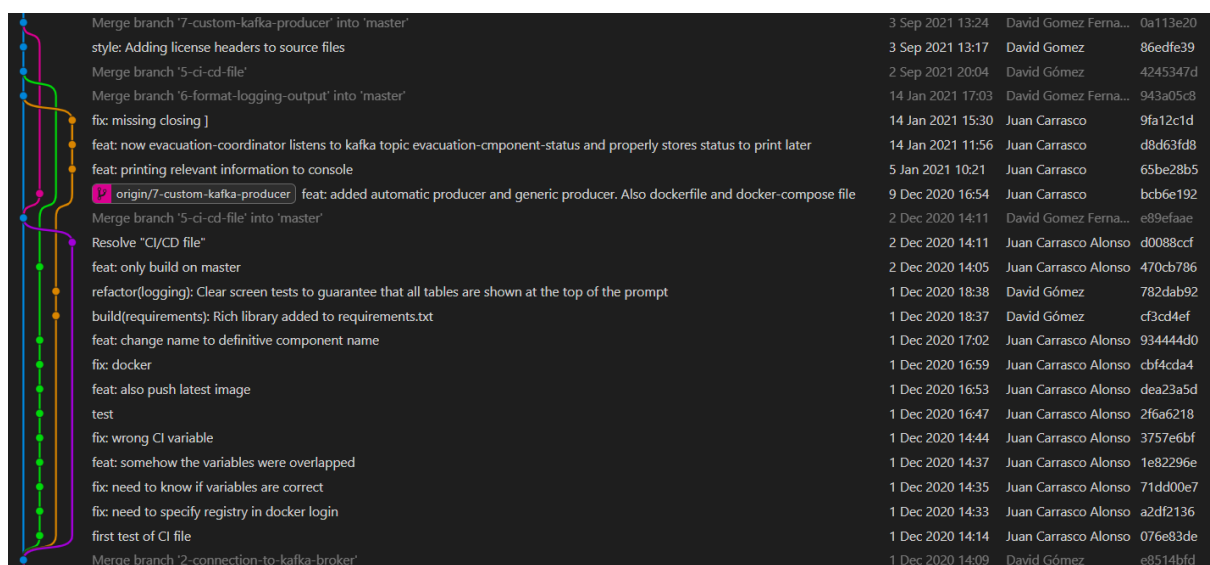 Merge branch '7-custom-kafka-producer' into 'master' 3 Sep 2021 13:24 David Gomez Ferna... 0a113e20
style: Adding license headers to source files 3 Sep 2021 13:17 David Gomez 86edfe39
Merge branch '5-ci-cd-file' 2 Sep 2021 20:04 David Gómez 4245347d
Merge branch '6-format-logging-output' into 'master' 14 Jan 2021 17:03 David Gomez Ferna... 943a05c8
fix: missing closing ] 14 Jan 2021 15:30 Juan Carrasco 9fa12c1d
feat: now evacuation-coordinator listens to kafka topic evacuation-cmponent-status and properly stores status to print later 14 Jan 2021 11:56 Juan Carrasco d8d63fd8
feat: printing relevant information to console 5 Jan 2021 10:21 Juan Carrasco 65be28b5
origin/7-custom-kafka-producer feat: added automatic producer and generic producer. Also dockerfile and docker-compose file 9 Dec 2020 16:54 Juan Carrasco bcb6e192
Merge branch '5-ci-cd-file' into 'master' 2 Dec 2020 14:11 David Gomez Ferna... e89efaae
Resolve "CI/CD file" 2 Dec 2020 14:11 Juan Carrasco Alonso d0088ccf
feat: only build on master 2 Dec 2020 14:05 Juan Carrasco Alonso 470cb786
refactor(logging): Clear screen tests to guarantee that all tables are shown at the top of the prompt 1 Dec 2020 18:38 David Gómez 782dab92
build(requirements): Rich library added to requirements.txt 1 Dec 2020 18:37 David Gómez cf3cd4ef
feat: change name to definitive component name 1 Dec 2020 17:02 Juan Carrasco Alonso 934444d0
fix: docker 1 Dec 2020 16:59 Juan Carrasco Alonso cbf4cda4
feat: also push latest image 1 Dec 2020 16:53 Juan Carrasco Alonso dea23a5d
test 1 Dec 2020 16:47 Juan Carrasco Alonso 2f6a6218
fix: wrong CI variable 1 Dec 2020 14:44 Juan Carrasco Alonso 3757e6bf
feat: somehow the variables were overlapped 1 Dec 2020 14:37 Juan Carrasco Alonso 1e82296e
fix: need to know if variables are correct 1 Dec 2020 14:35 Juan Carrasco Alonso 71dd00e7
fix: need to specify registry in docker login 1 Dec 2020 14:33 Juan Carrasco Alonso a2df2136
first test of CI file 1 Dec 2020 14:14 Juan Carrasco Alonso 076e83de
Merge branch '2-connection-to-kafka-broker' 1 Dec 2020 14:09 David Gómez e8514bfd